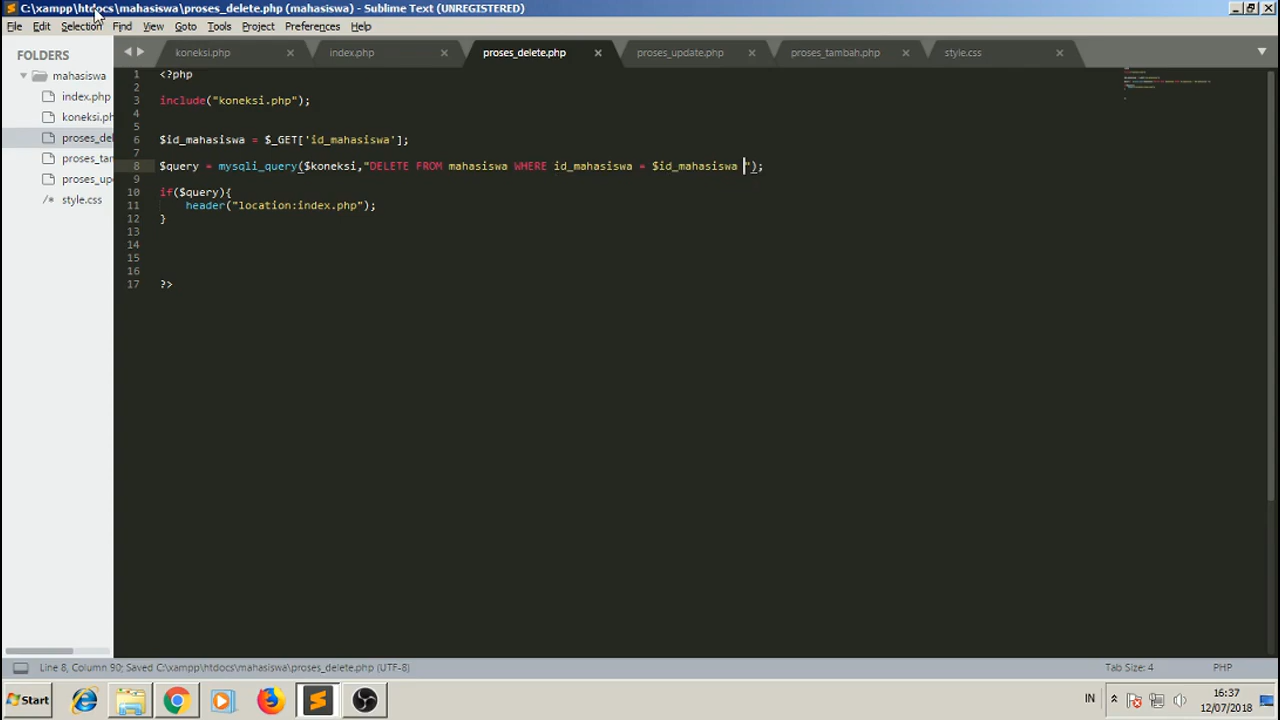 C:\xampp\htdocs\mahasiswa\proses_delete.php (mahasiswa) - Sublime Text (UNREGISTERED)
File Edit Selection Find View Goto Tools Project Preferences Help
FOLDERS
mahasiswa
index.php
koneksi.ph
proses_del
proses_tan
proses_up
style.css
koneksi.php
index.php
proses_delete.php
proses_update.php
proses_tambah.php
style.css
1 <?php
2
3 include("koneksi.php");
4
5
6 $id_mahasiswa = $_GET['id_mahasiswa'];
7
8 $query = mysqli_query($koneksi,"DELETE FROM mahasiswa WHERE id_mahasiswa = $id_mahasiswa ");
9
10 if($query){
11 header("location:index.php");
12 }
13
14
15
16
17 ?>
Line 8, Column 90; Saved C:\xampp\htdocs\mahasiswa\proses_delete.php (UTF-8)
Tab Size: 4
PHP
Start
IN
16:37
12/07/2018